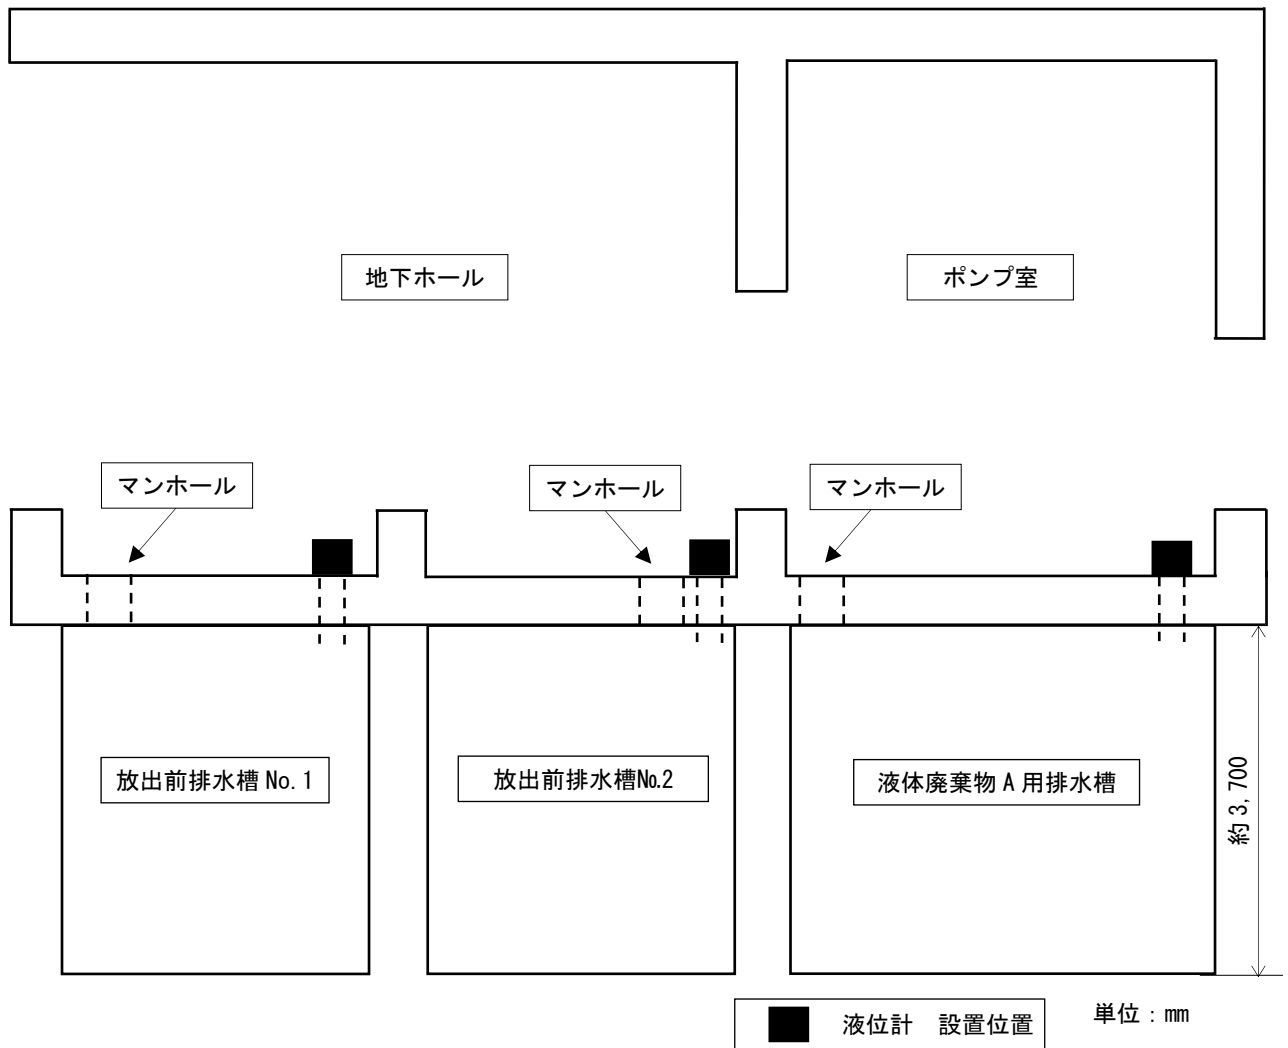 地下ホール
ポンプ室
マンホール
マンホール
マンホール
放出前排水槽 No. 1
放出前排水槽№2
液体廃棄物 A 用排水槽
約 3, 700
液位計　設置位置
単位：㎜